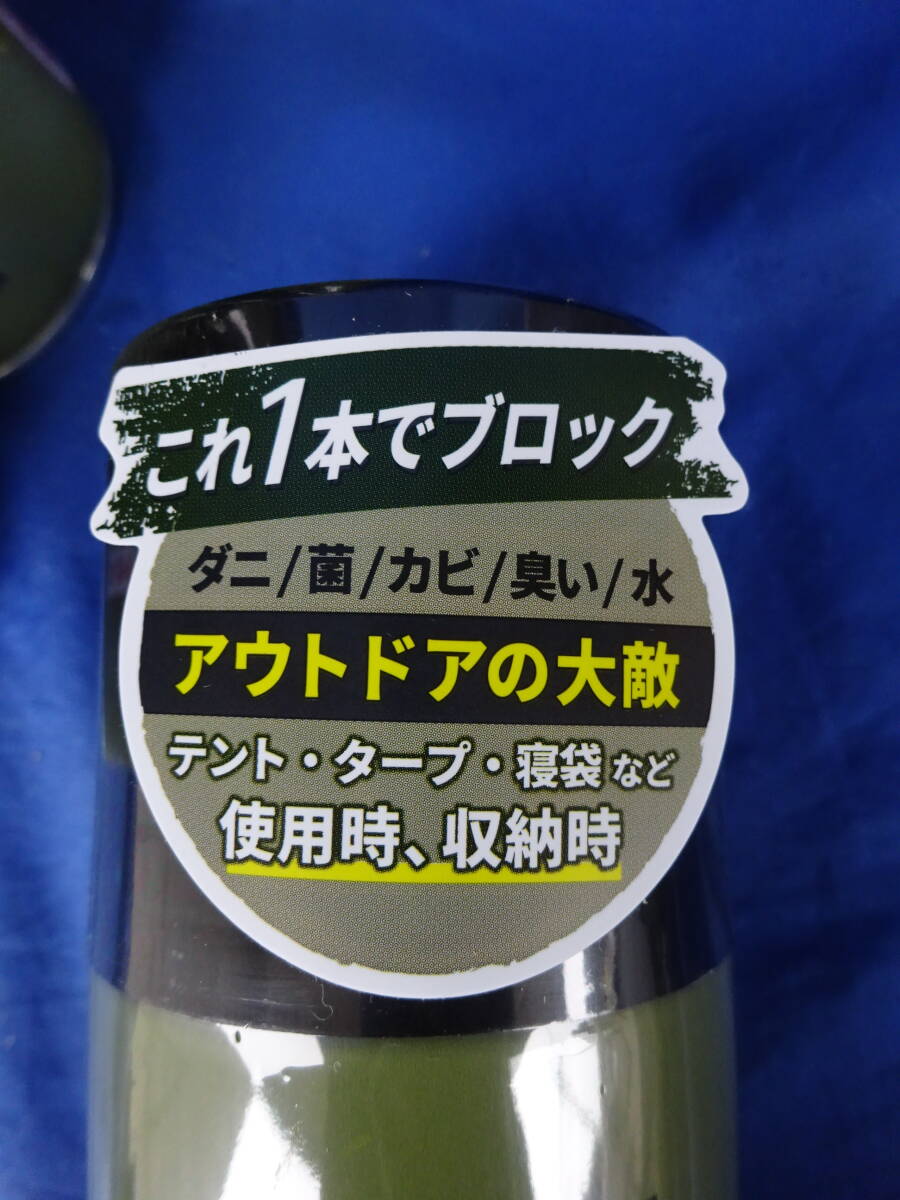 これ1本でブロック
ダニ/菌/カビ/臭い/水
アウトドアの大敵
テント・タープ・寝袋など
使用時、収納時